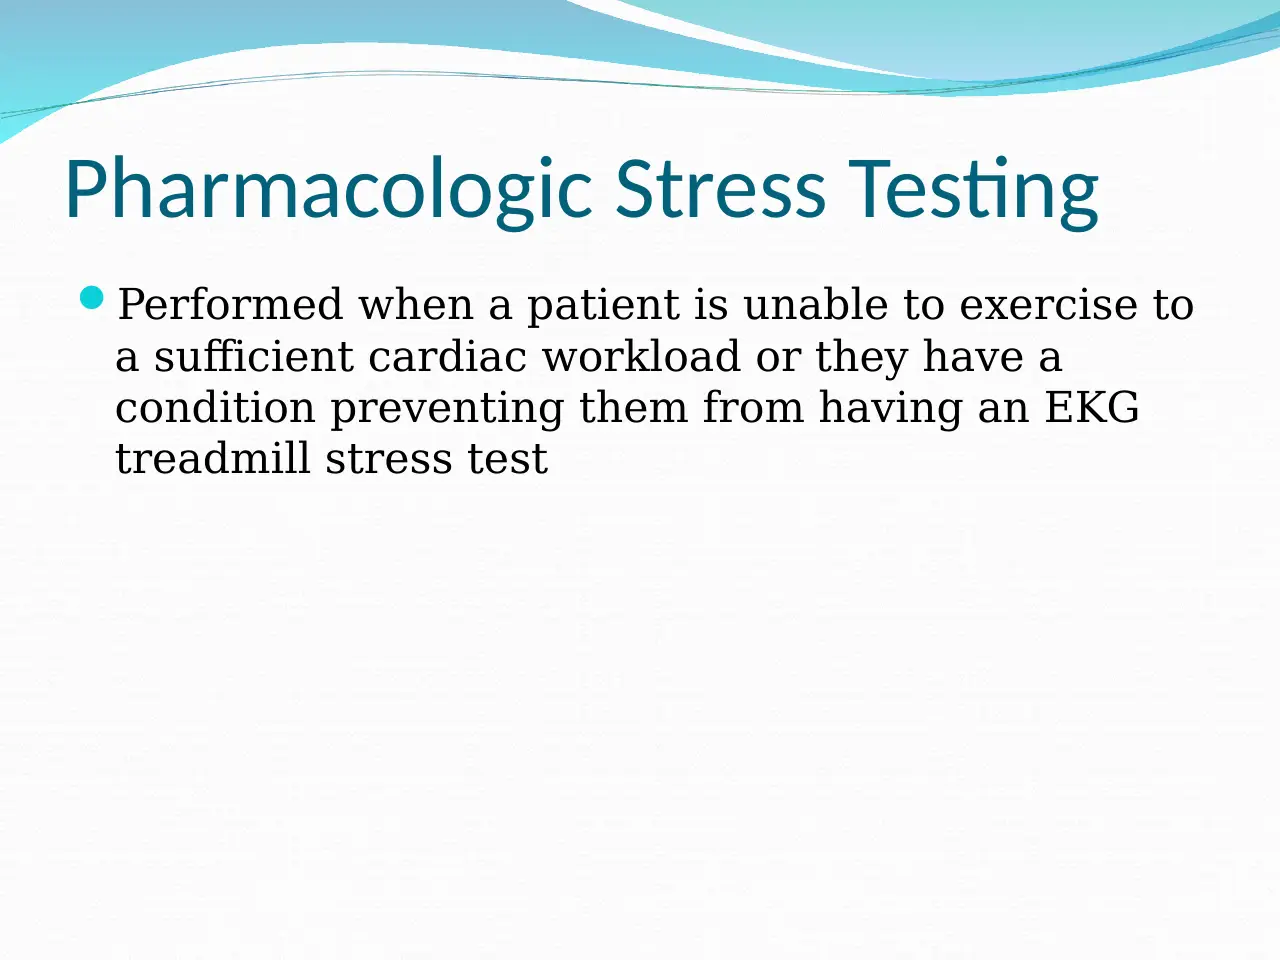 Pharmacologic Stress Testing
Performed when a patient is unable to exercise to
a sufficient cardiac workload or they have a
condition preventing them from having an EKG
treadmill stress test